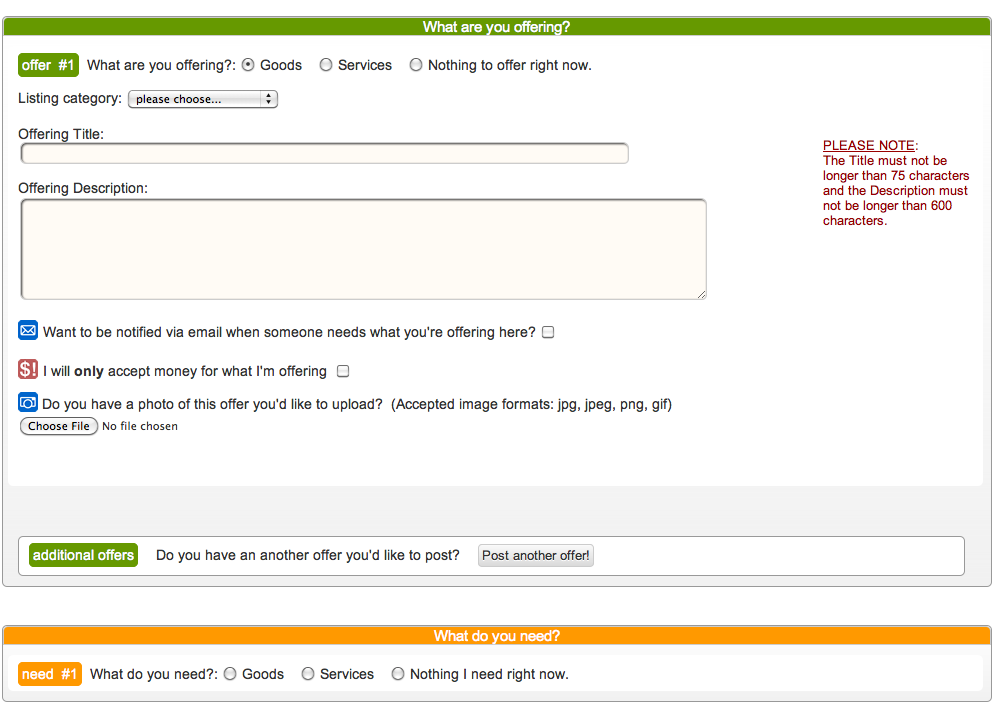 What are you offering?
offer #1 What are you offering?: Goods Services Nothing to offer right now.
Listing category: please choose...
Offering Title:
PLEASE NOTE:
The Title must not be
longer than 75 characters
and the Description must
not be longer than 600
characters.
Offering Description:
Want to be notified via email when someone needs what you're offering here?
$! I will only accept money for what I'm offering
Do you have a photo of this offer you'd like to upload? (Accepted image formats: jpg, jpeg, png, gif)
Choose File No file chosen
additional offers Do you have an another offer you'd like to post? Post another offer!
What do you need?
need #1 What do you need?: Goods Services Nothing I need right now.